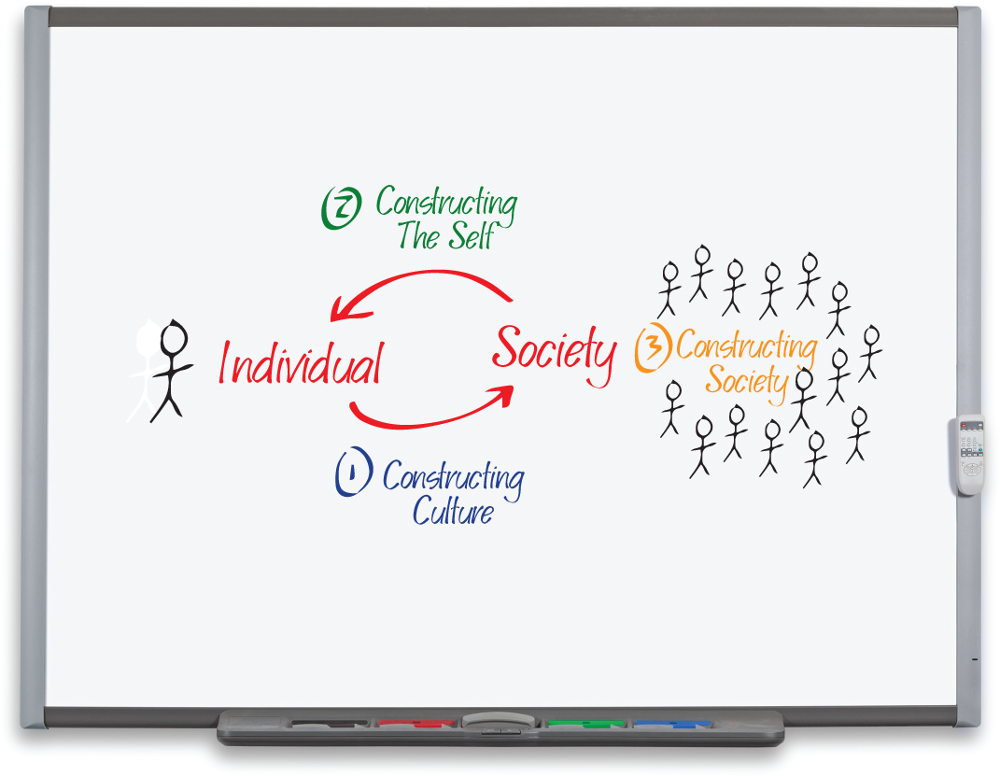 2 Constructing
The Self
Individual
Society
3 Constructing
Society
1 Constructing
Culture